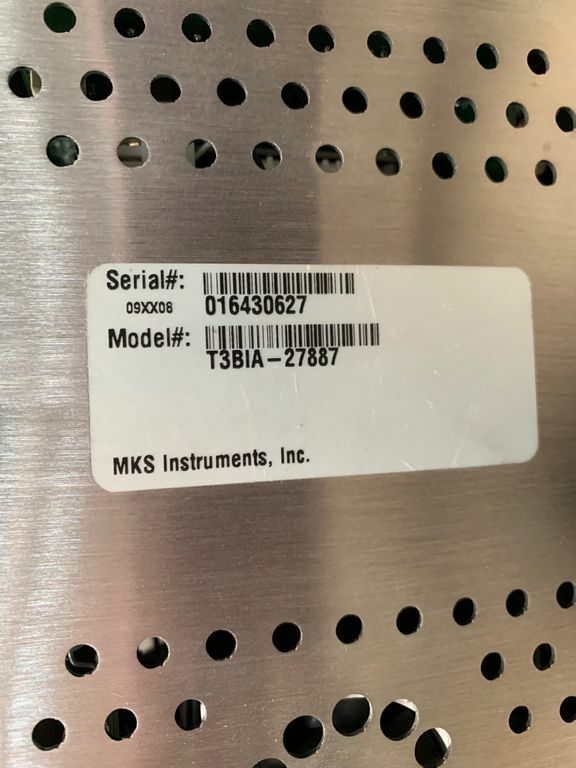 Serial#:
09XX08 016430627
Model#:
T3BIA-27887
MKS Instruments, Inc.